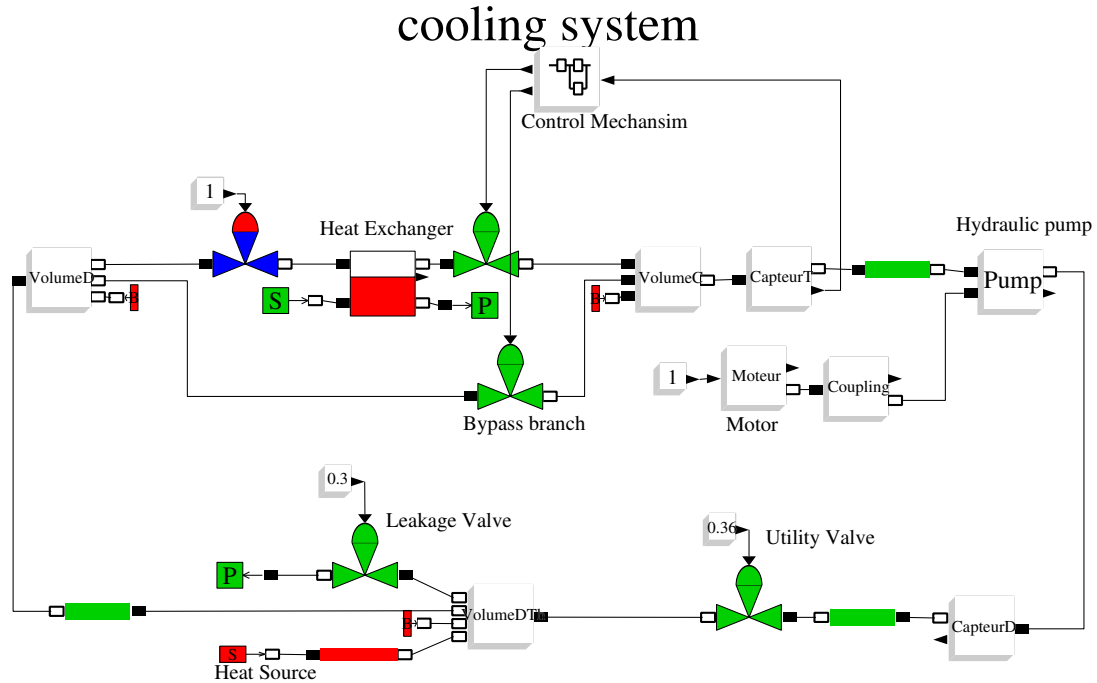 cooling system
Control Mechansim
1
Heat Exchanger
Hydraulic pump
VolumeD
VolumeC
CapteurT
Pump
B
S
P
B
1
Moteur
Coupling
Bypass branch
Motor
0.3
Leakage Valve
0.36
Utility Valve
P
VolumeDTh
B
CapteurD
S
Heat Source